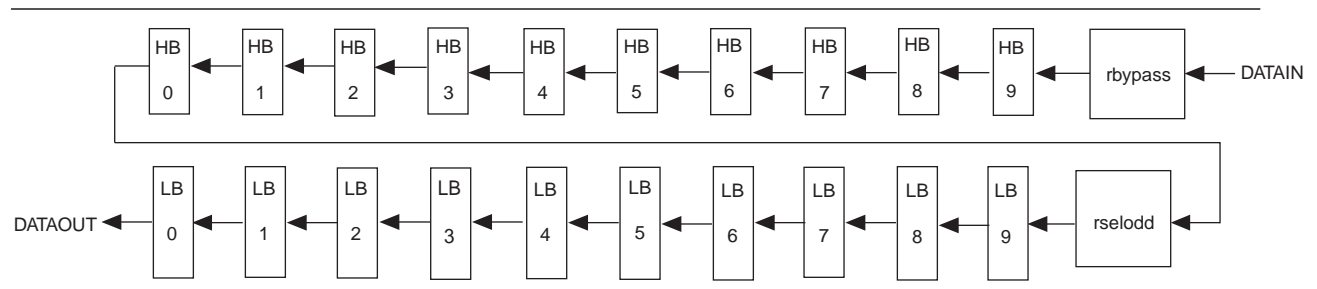 HB 0
HB 1
HB 2
HB 3
HB 4
HB 5
HB 6
HB 7
HB 8
HB 9
rbypass
DATAIN
DATAOUT
LB 0
LB 1
LB 2
LB 3
LB 4
LB 5
LB 6
LB 7
LB 8
LB 9
rselodd